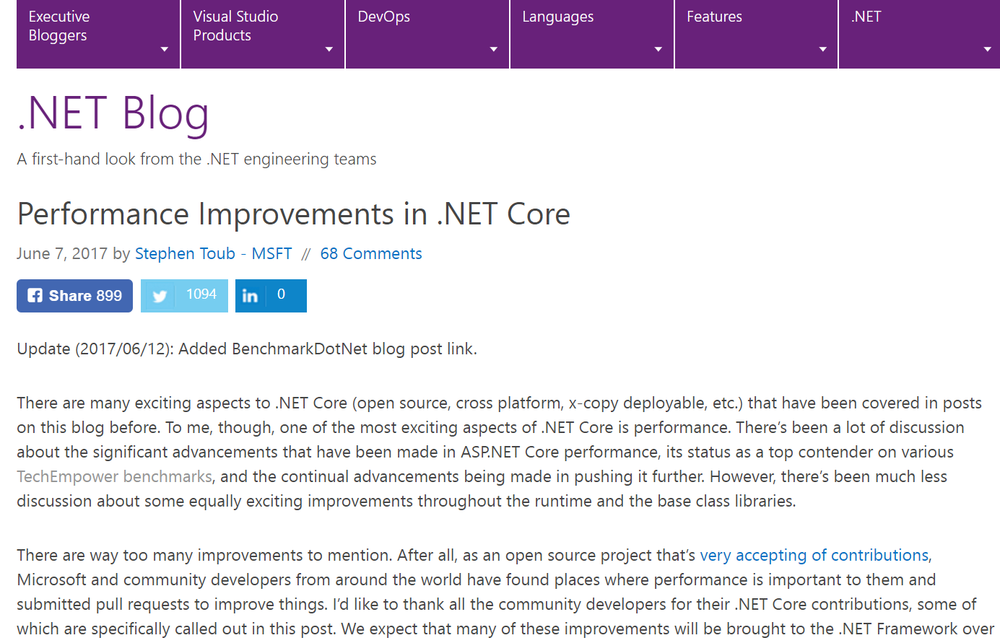 Executive Bloggers
Visual Studio Products
DevOps
Languages
Features
.NET
.NET Blog
A first-hand look from the .NET engineering teams
Performance Improvements in .NET Core
June 7, 2017 by Stephen Toub - MSFT // 68 Comments
Share 899 1094 in 0
Update (2017/06/12): Added BenchmarkDotNet blog post link.
There are many exciting aspects to .NET Core (open source, cross platform, x-copy deployable, etc.) that have been covered in posts
on this blog before. To me, though, one of the most exciting aspects of .NET Core is performance. There’s been a lot of discussion
about the significant advancements that have been made in ASP.NET Core performance, its status as a top contender on various
TechEmpower benchmarks, and the continual advancements being made in pushing it further. However, there’s been much less
discussion about some equally exciting improvements throughout the runtime and the base class libraries.
There are way too many improvements to mention. After all, as an open source project that’s very accepting of contributions,
Microsoft and community developers from around the world have found places where performance is important to them and
submitted pull requests to improve things. I’d like to thank all the community developers for their .NET Core contributions, some of
which are specifically called out in this post. We expect that many of these improvements will be brought to the .NET Framework over